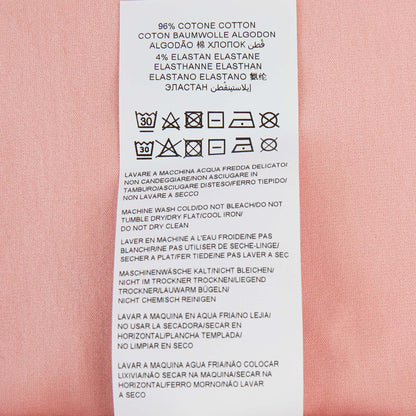 96% COTONE COTTON
COTON BAUMWOLLE ALGODON
ALGODÃO 棉 ХЛОПОК قطن
4% ELASTAN ELASTANE
ELASTHANNE ELASTHAN
ELASTANO ELASTANO 氨纶
ЭЛАСТАН
30
30
LAVARE A MACCHINA ACQUA FREDDA DELICATO/
NON CANDEGGIARE/NON ASCIUGARE IN
TAMBURO/ASCIUGARE DISTESO/FERRO TIEPIDO/
NON LAVARE A SECCO
MACHINE WASH COLD/DO NOT BLEACH/DO NOT
TUMBLE DRY/DRY FLAT/COOL IRON/
DO NOT DRY CLEAN
LAVER EN MACHINE A L'EAU FROIDE/NE PAS
BLANCHIR/NE PAS UTILISER DE SECHE-LINGE/
SECHER A PLAT/FER TIEDE/NE PAS LAVER A SEC
MASCHINENWÄSCHE KALT/NICHT BLEICHEN/
NICHT IM TROCKNER TROCKNEN/LIEGEND
TROCKNEN/LAUWARM BÜGELN/
NICHT CHEMISCH REINIGEN
LAVAR A MAQUINA EN AQUA FRIA/NO LEJIA/
NO USAR LA SECADORA/SECAR EN
HORIZONTAL/PLANCHA TEMPLADA/
NO LIMPIAR EN SECO
LAVAR A MAQUINA AGUA FRIA/NÃO COLOCAR
LIXIVIA/NÃO SECAR NA MAQUINA/SECAR EM
HORIZONTAL/FERRO MORNO/NÃO LAVAR
A SECO